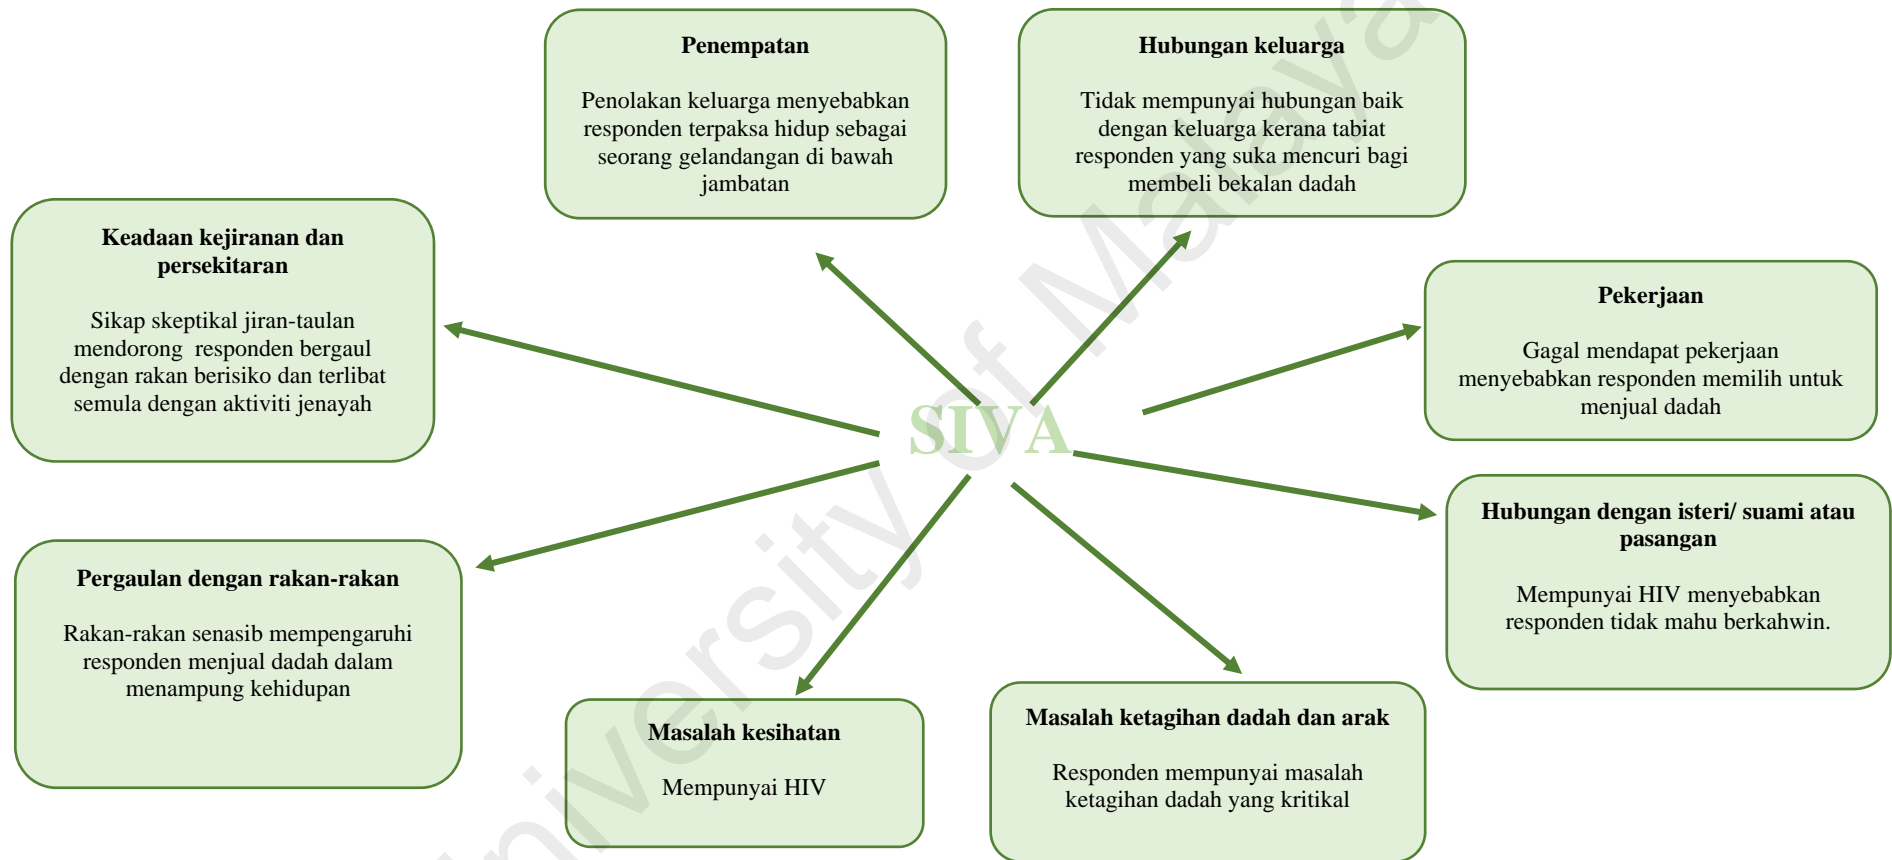 Penempatan
Penolakan keluarga menyebabkan
responden terpaksa hidup sebagai
seorang gelandangan di bawah
jambatan
Hubungan keluarga
Tidak mempunyai hubungan baik
dengan keluarga kerana tabiat
responden yang suka mencuri bagi
membeli bekalan dadah
Keadaan kejiranan dan
persekitaran
Sikap skeptikal jiran-taulan
mendorong responden bergaul
dengan rakan berisiko dan terlibat
semula dengan aktiviti jenayah
Pekerjaan
Gagal mendapat pekerjaan
menyebabkan responden memilih untuk
menjual dadah
SIVA
Hubungan dengan isteri/ suami atau
pasangan
Mempunyai HIV menyebabkan
responden tidak mahu berkahwin.
Pergaulan dengan rakan-rakan
Rakan-rakan senasib mempengaruhi
responden menjual dadah dalam
menampung kehidupan
Masalah kesihatan
Mempunyai HIV
Masalah ketagihan dadah dan arak
Responden mempunyai masalah
ketagihan dadah yang kritikal
University of Malaya